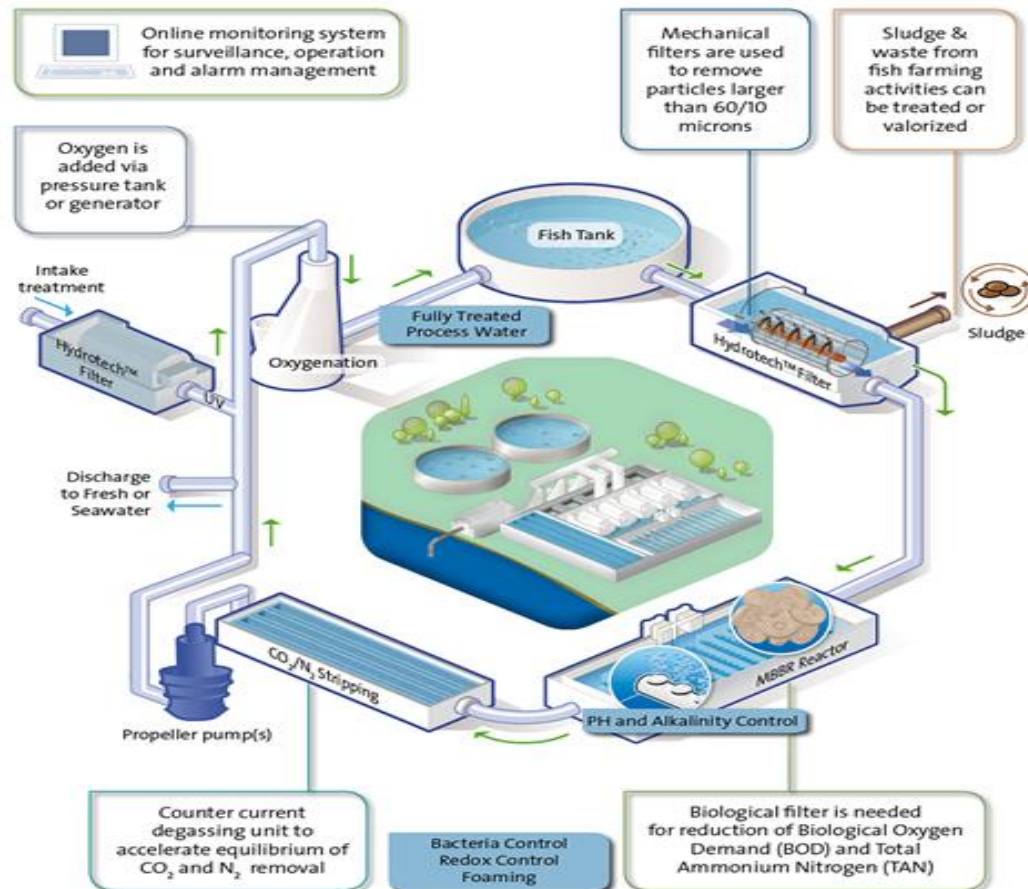 Online monitoring system
for surveillance, operation
and alarm management
Mechanical
filters are used
to remove
particles larger
than 60/10
microns
Sludge &
waste from
fish farming
activities can
be treated or
valorized
Oxygen is
added via
pressure tank
or generator
Fish Tank
Intake
treatment
Fully Treated
Process Water
Hydrotech™
Filter
UV
Oxygenation
Hydrotech™ Filter
Sludge
Discharge
to Fresh or
Seawater
CO₂/N₂ Stripping
MBBR Reactor
PH and Alkalinity Control
Propeller pump(s)
Counter current
degassing unit to
accelerate equilibrium of
CO₂ and N₂ removal
Bacteria Control
Redox Control
Foaming
Biological filter is needed
for reduction of Biological Oxygen
Demand (BOD) and Total
Ammonium Nitrogen (TAN)